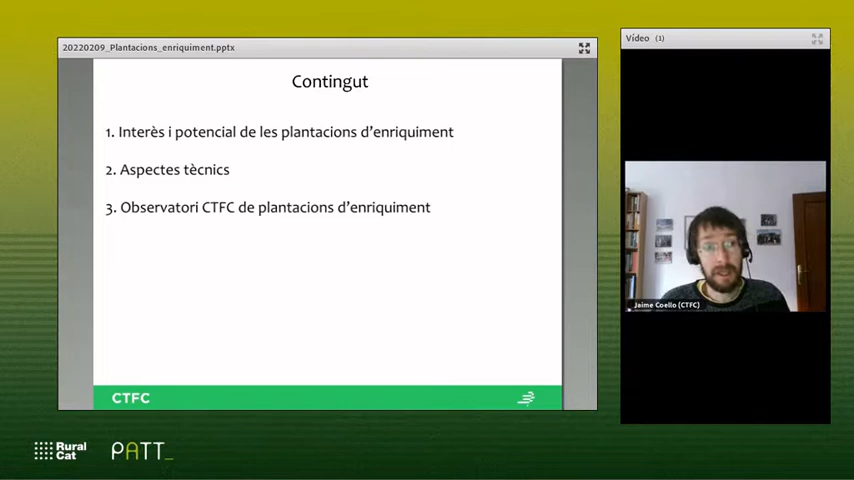 20220209_Plantacions_enriquiment.pptx
Contingut
1. Interès i potencial de les plantacions d’enriquiment
2. Aspectes tècnics
3. Observatori CTFC de plantacions d’enriquiment
CTFC
Vídeo (1)
Jaime Coello (CTFC)
Rural
Cat
PATT_